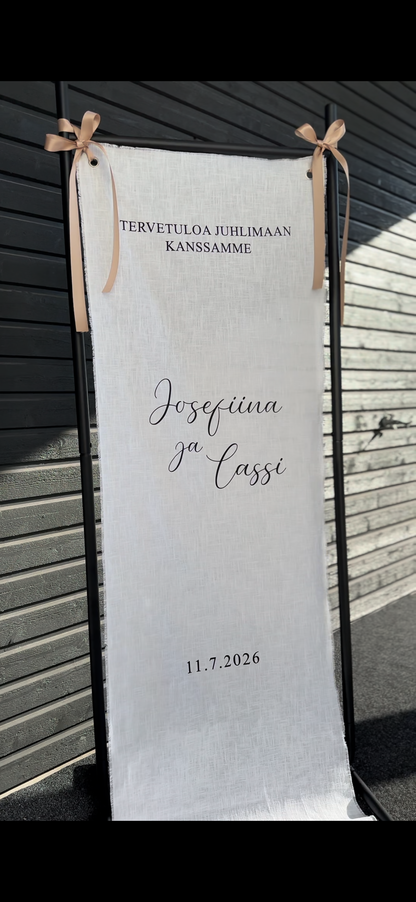 TERVETULOA JUHLIMAAN
KANSSAMME
Josefiina
ja
Cassi
11.7.2026